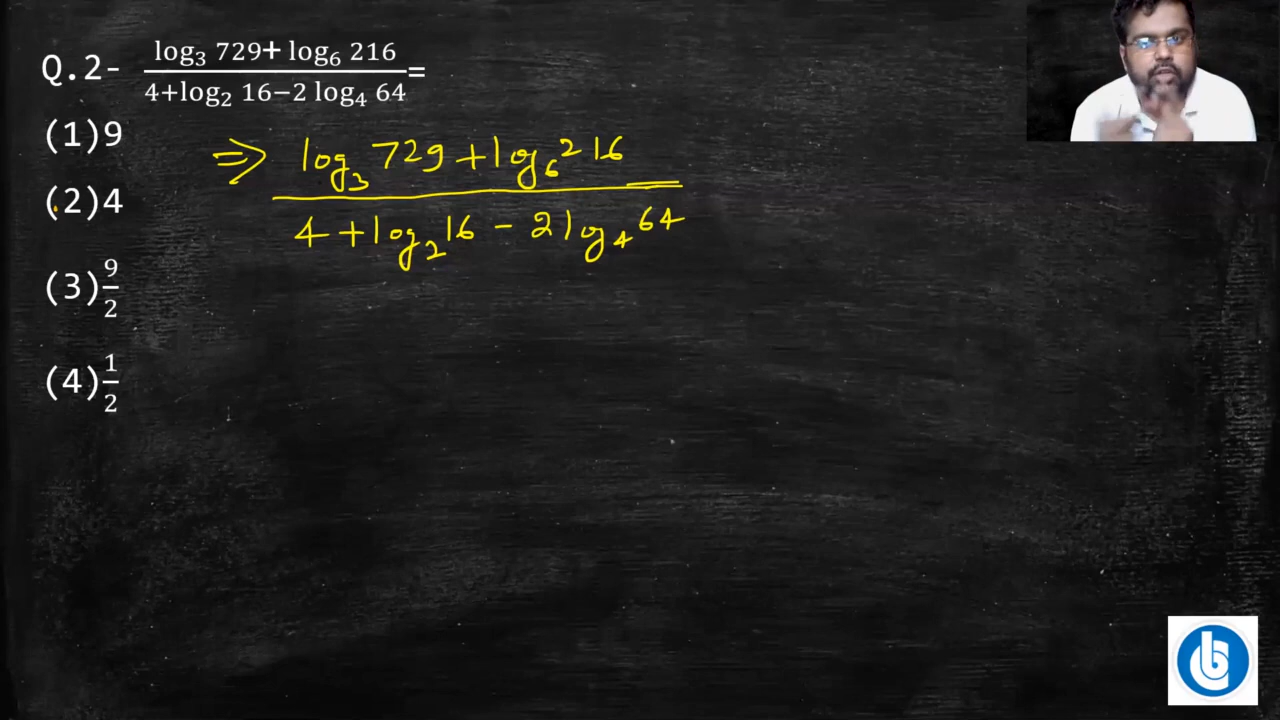 Q.2- (log₃ 729+ log₆ 216)/(4+log₂ 16−2 log₄ 64)=
(1)9
(2)4
(3)9/2
(4)1/2
⇒ (log₃ 729 + log₆ 216)/(4 + log₂ 16 − 2 log₄ 64)